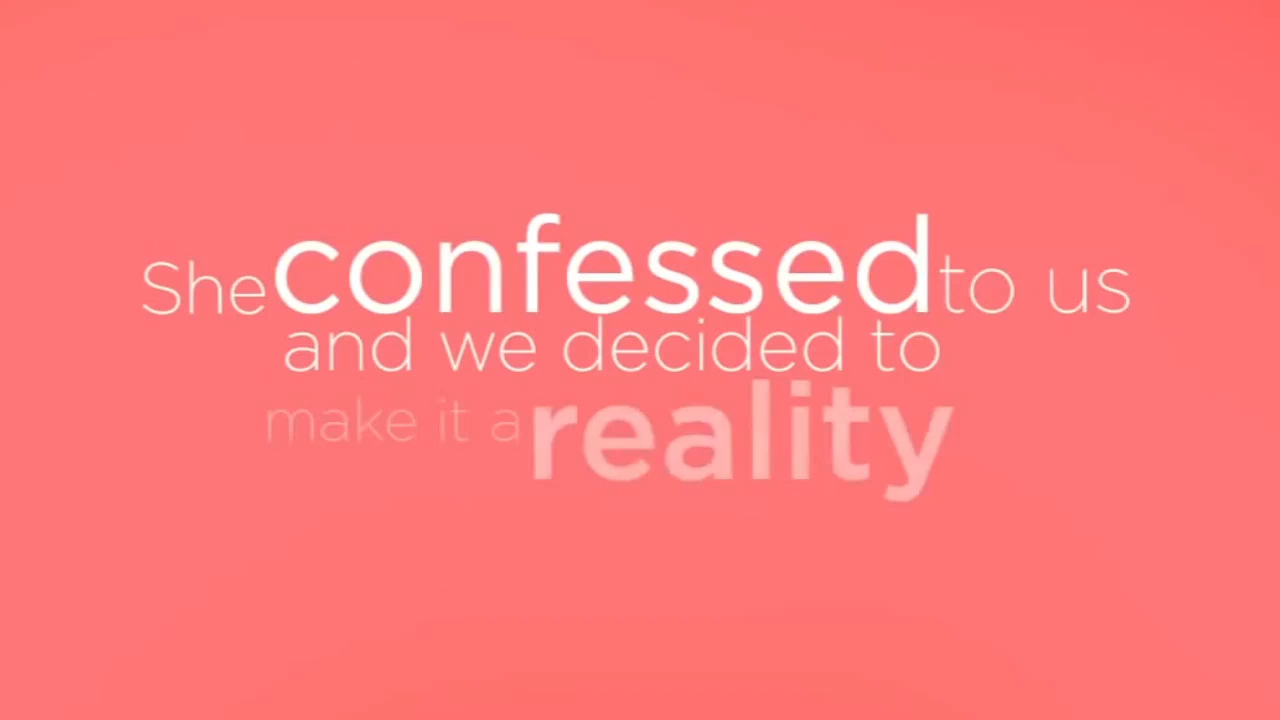 She confessed to us
and we decided to
make it a reality